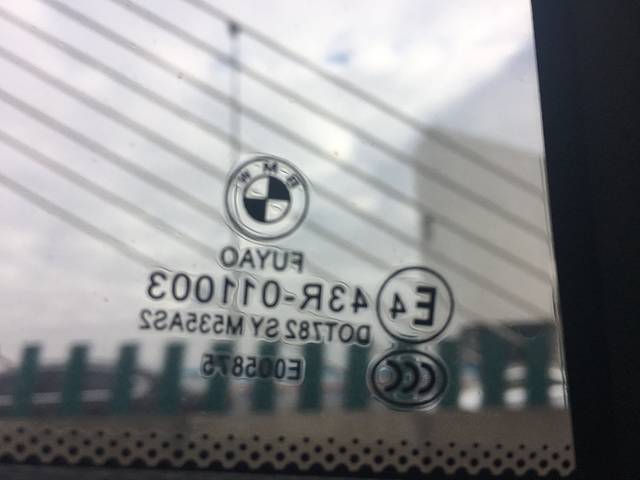 BMW
FUYAO
E4 43R-011003
DOT782 SY M535AS2
CCC E005875